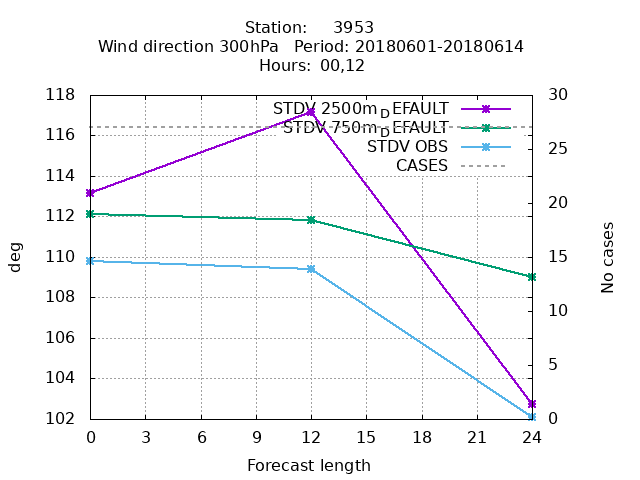 Station: 3953
Wind direction 300hPa Period: 20180601-20180614
Hours: 00,12
STDV 2500m_DEFAULT
STDV 750m_DEFAULT
STDV OBS
CASES
118
116
114
112
110
108
106
104
102
30
25
20
15
10
5
0
deg
No cases
0 3 6 9 12 15 18 21 24
Forecast length